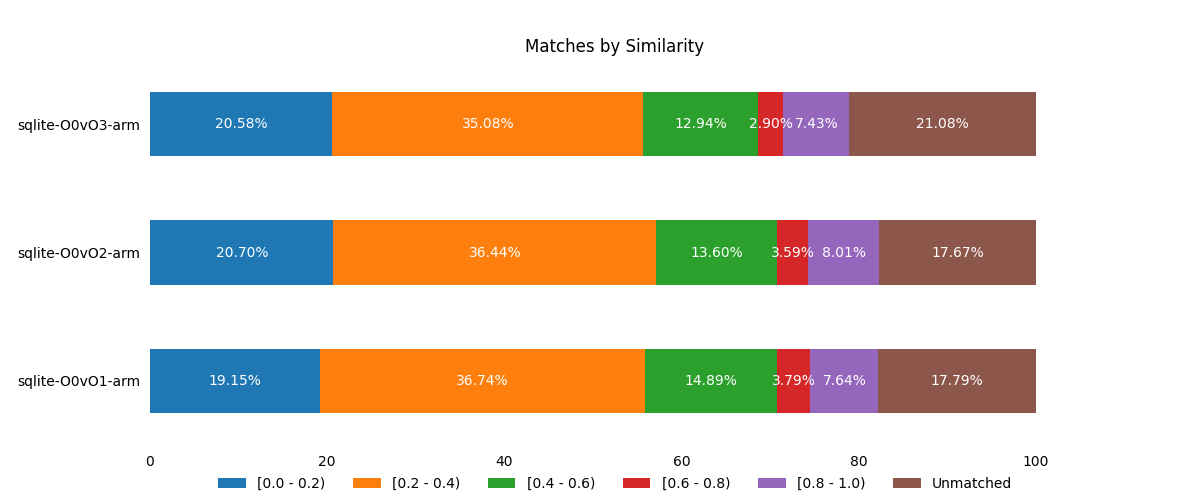 Matches by Similarity
sqlite-O0vO3-arm 20.58% 35.08% 12.94% 2.90% 7.43% 21.08%
sqlite-O0vO2-arm 20.70% 36.44% 13.60% 3.59% 8.01% 17.67%
sqlite-O0vO1-arm 19.15% 36.74% 14.89% 3.79% 7.64% 17.79%
0 20 40 60 80 100
[0.0 - 0.2) [0.2 - 0.4) [0.4 - 0.6) [0.6 - 0.8) [0.8 - 1.0) Unmatched